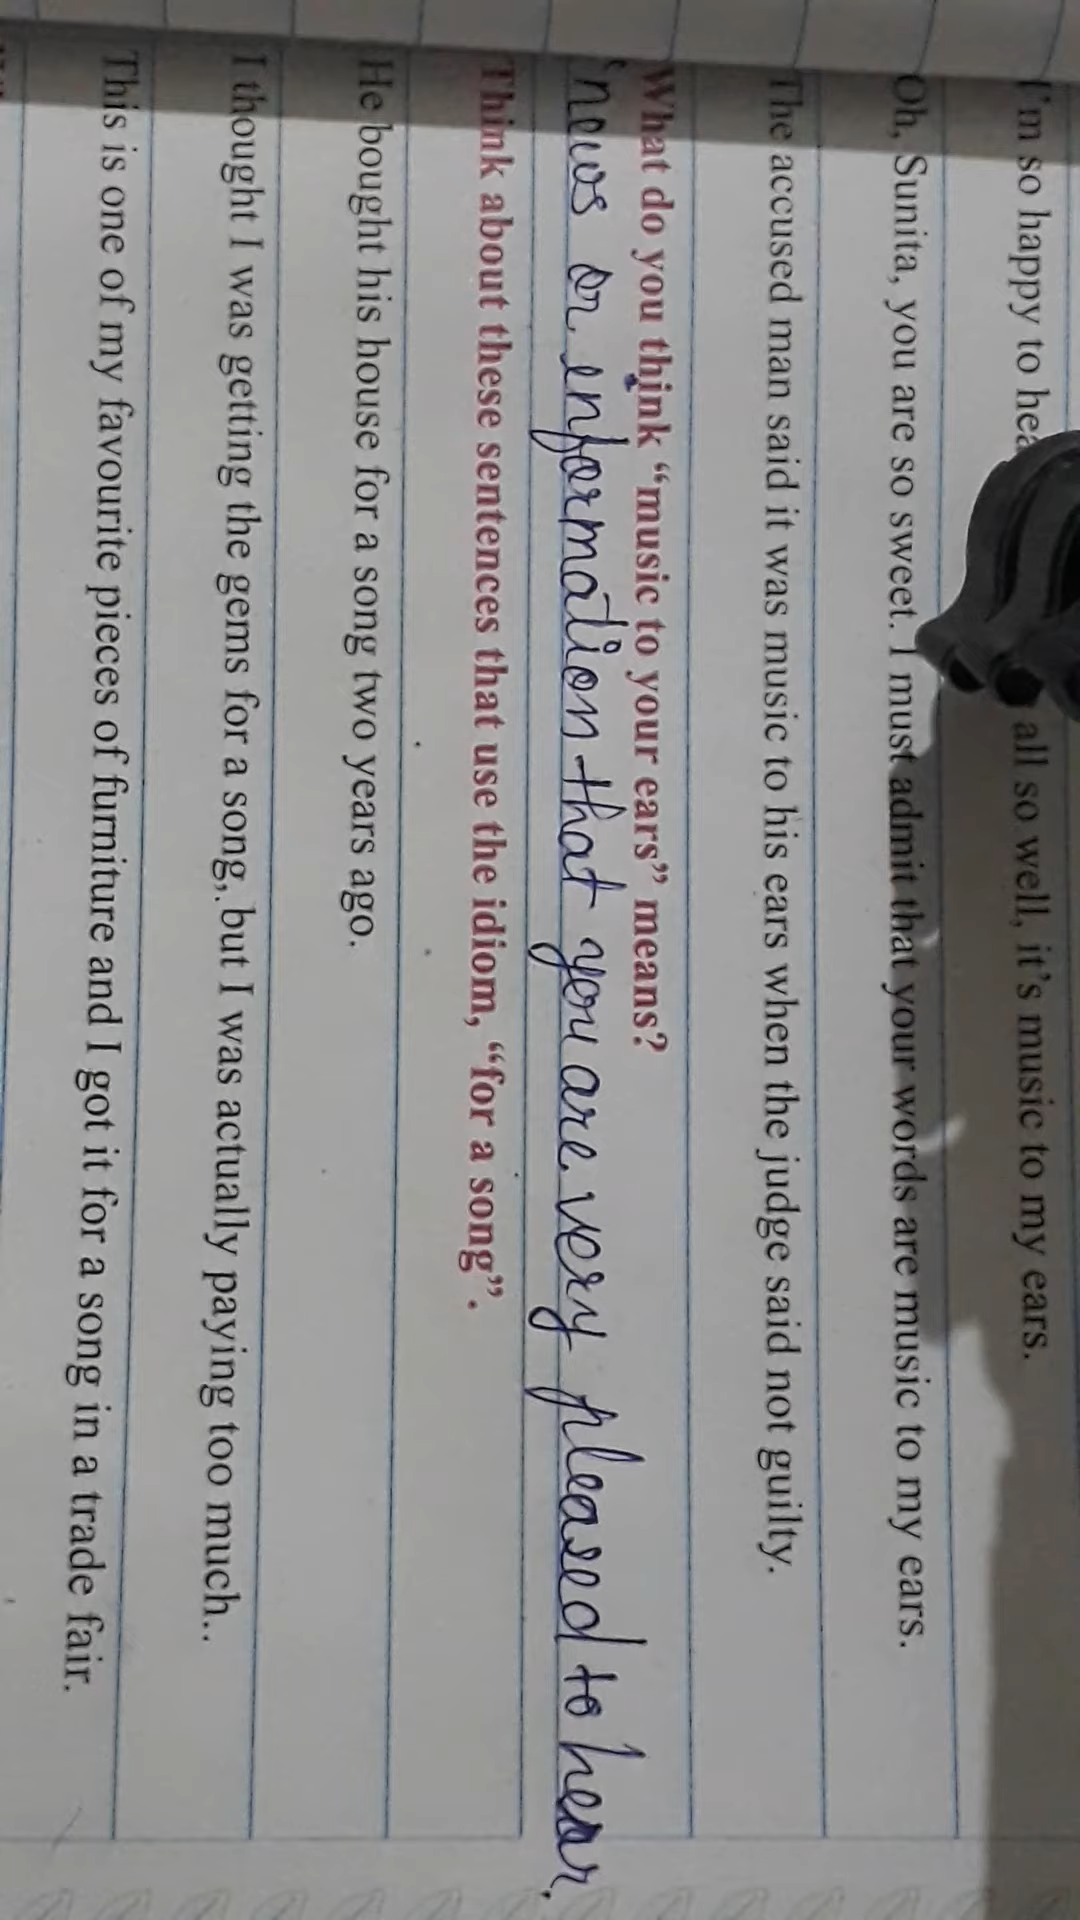 I'm so happy to hea all so well, it's music to my ears.
Oh, Sunita, you are so sweet. I must admit that your words are music to my ears.
The accused man said it was music to his ears when the judge said not guilty.
What do you think “music to your ears” means?
news or information that you are very pleased to hear.
Think about these sentences that use the idiom, “for a song”.
He bought his house for a song two years ago.
I thought I was getting the gems for a song, but I was actually paying too much..
This is one of my favourite pieces of furniture and I got it for a song in a trade fair.